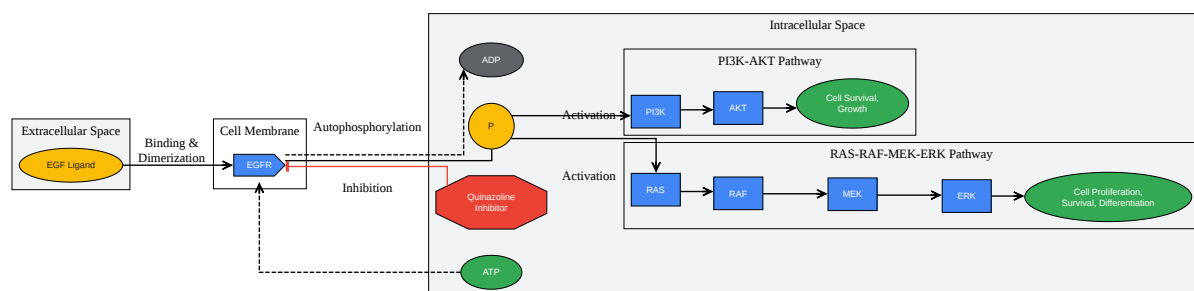 Intracellular Space
ADP
PI3K-AKT Pathway
Cell Survival,
Growth
PI3K
AKT
Activation
P
Extracellular Space
EGF Ligand
Binding &
Dimerization
Cell Membrane
EGFR
Autophosphorylation
Inhibition
Quinazoline
Inhibitor
Activation
RAS-RAF-MEK-ERK Pathway
RAS
RAF
MEK
ERK
Cell Proliferation,
Survival, Differentiation
ATP